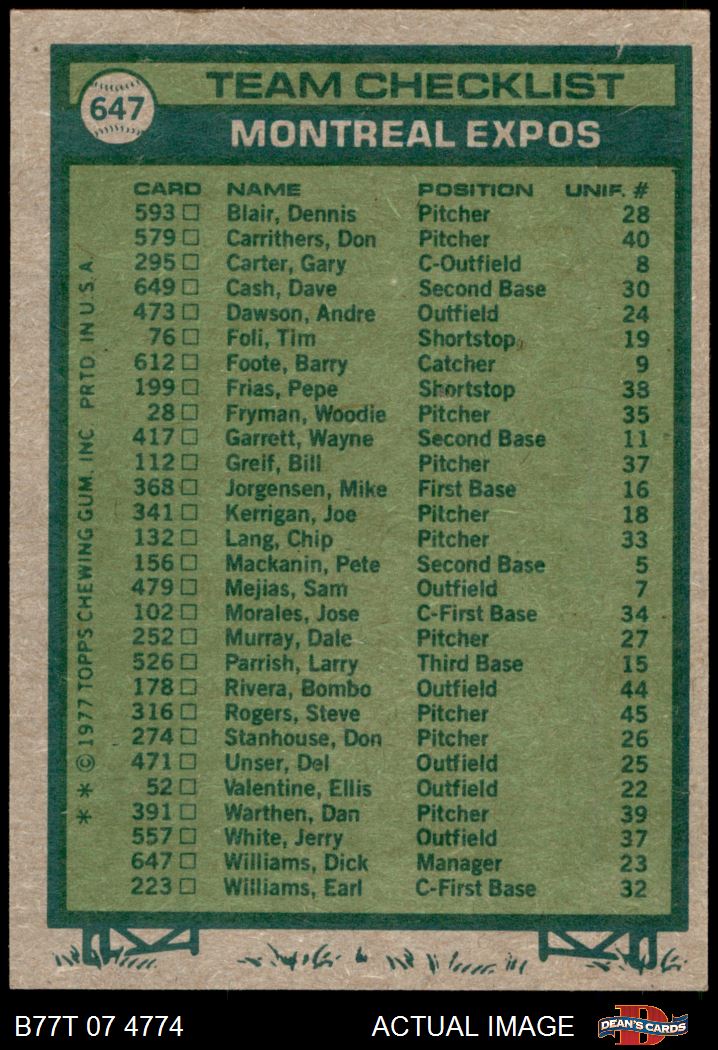 647
TEAM CHECKLIST
MONTREAL EXPOS
CARD NAME POSITION UNIF. #
593 □ Blair, Dennis Pitcher 28
579 □ Carrithers, Don Pitcher 40
295 □ Carter, Gary C-Outfield 8
649 □ Cash, Dave Second Base 30
473 □ Dawson, Andre Outfield 24
76 □ Foli, Tim Shortstop 19
612 □ Foote, Barry Catcher 9
199 □ Frias, Pepe Shortstop 38
28 □ Fryman, Woodie Pitcher 35
417 □ Garrett, Wayne Second Base 11
112 □ Greif, Bill Pitcher 37
368 □ Jorgensen, Mike First Base 16
341 □ Kerrigan, Joe Pitcher 18
132 □ Lang, Chip Pitcher 33
156 □ Mackanin, Pete Second Base 5
479 □ Mejias, Sam Outfield 7
102 □ Morales, Jose C-First Base 34
252 □ Murray, Dale Pitcher 27
526 □ Parrish, Larry Third Base 15
178 □ Rivera, Bombo Outfield 44
316 □ Rogers, Steve Pitcher 45
274 □ Stanhouse, Don Pitcher 26
471 □ Unser, Del Outfield 25
52 □ Valentine, Ellis Outfield 22
391 □ Warthen, Dan Pitcher 39
557 □ White, Jerry Outfield 37
647 □ Williams, Dick Manager 23
223 □ Williams, Earl C-First Base 32
* * © 1977 TOPPS CHEWING GUM, INC PRTD IN U.S.A.
B77T 07 4774 ACTUAL IMAGE
D
DEAN'S CARDS